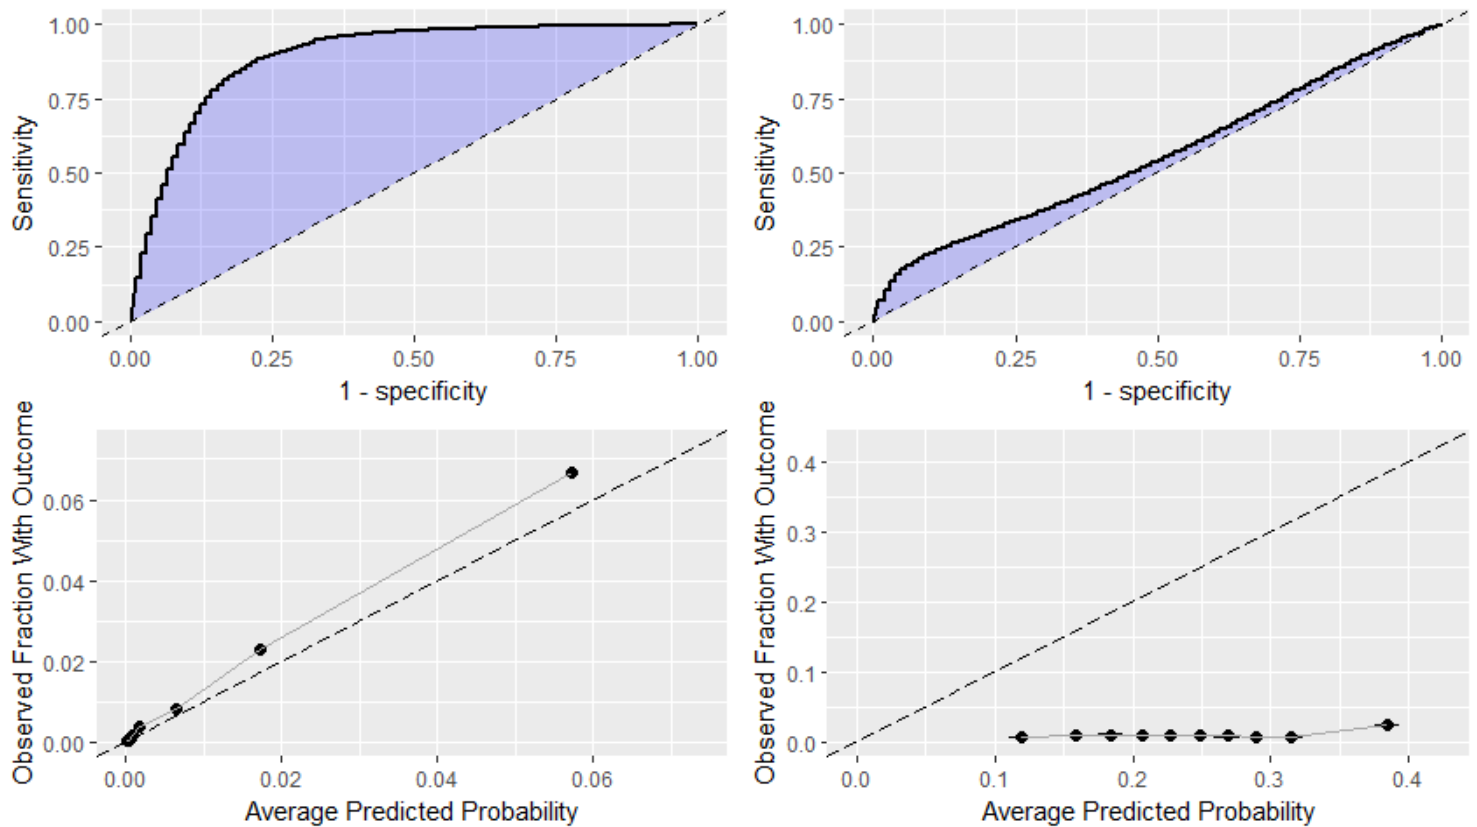 1.00
0.75
0.50
0.25
0.00
Sensitivity
0.00 0.25 0.50 0.75 1.00
1 - specificity
1.00
0.75
0.50
0.25
0.00
Sensitivity
0.00 0.25 0.50 0.75 1.00
1 - specificity
0.06
0.04
0.02
0.00
Observed Fraction With Outcome
0.00 0.02 0.04 0.06
Average Predicted Probability
0.4
0.3
0.2
0.1
0.0
Observed Fraction With Outcome
0.0 0.1 0.2 0.3 0.4
Average Predicted Probability